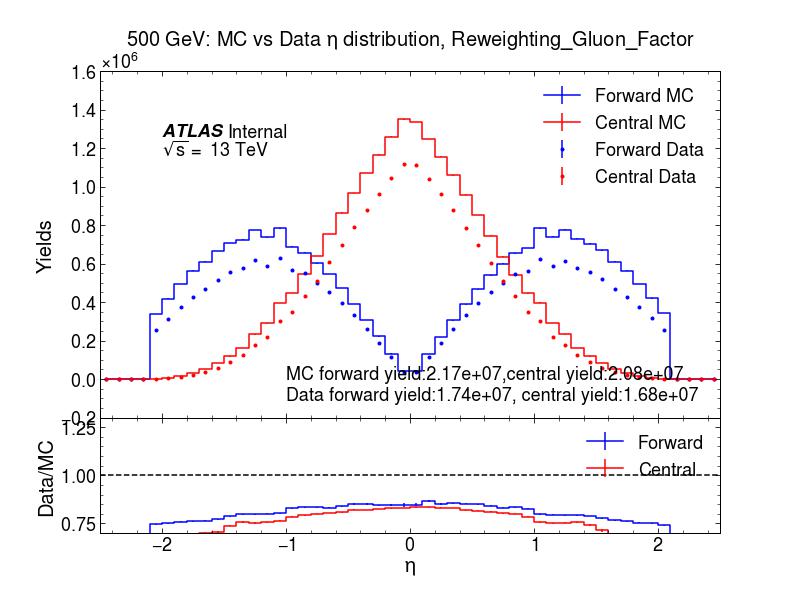 500 GeV: MC vs Data η distribution, Reweighting_Gluon_Factor
×10⁶
1.6
1.4
1.2
1.0
0.8
0.6
0.4
0.2
0.0
0.2
Yields
ATLAS Internal
√s = 13 TeV
Forward MC
Central MC
Forward Data
Central Data
MC forward yield:2.17e+07,central yield:2.08e+07
Data forward yield:1.74e+07, central yield:1.68e+07
1.25
1.00
0.75
Data/MC
Forward
Central
−2 −1 0 1 2
η